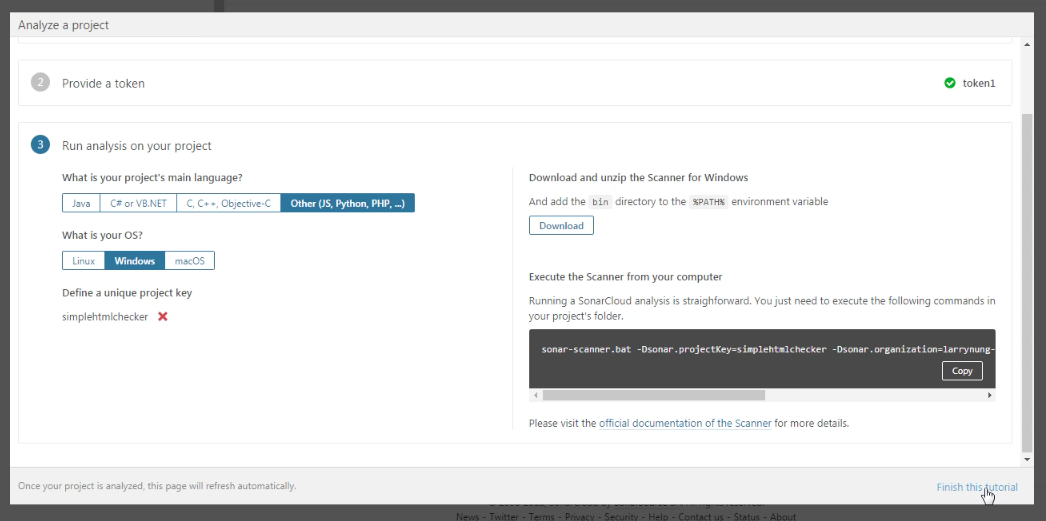 Analyze a project
2 Provide a token
token1
3 Run analysis on your project
What is your project's main language?
Java C# or VB.NET C, C++, Objective-C Other (JS, Python, PHP, ...)
What is your OS?
Linux Windows macOS
Define a unique project key
simplehtmlchecker
Download and unzip the Scanner for Windows
And add the bin directory to the %PATH% environment variable
Download
Execute the Scanner from your computer
Running a SonarCloud analysis is straighforward. You just need to execute the following commands in
your project's folder.
sonar-scanner.bat -Dsonar.projectKey=simplehtmlchecker -Dsonar.organization=larrynung-
Copy
Please visit the official documentation of the Scanner for more details.
Once your project is analyzed, this page will refresh automatically.
Finish this tutorial
News - Twitter - Terms - Privacy - Security - Help - Contact us - Status - About